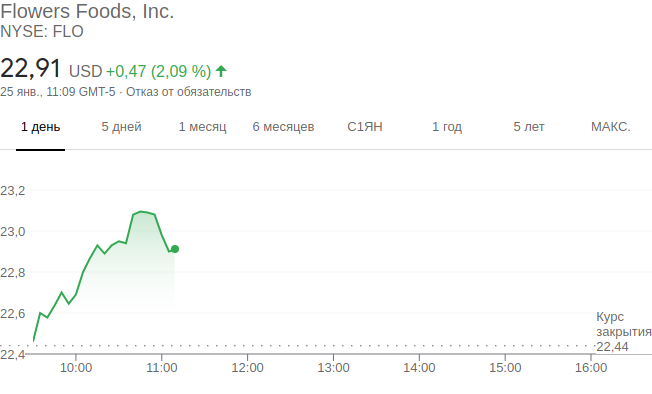 Flowers Foods, Inc.
NYSE: FLO
22,91 USD +0,47 (2,09 %)
25 янв., 11:09 GMT-5 · Отказ от обязательств
1 день 5 дней 1 месяц 6 месяцев С1ЯН 1 год 5 лет МАКС.
23,2
23,0
22,8
22,6
Курс
закрытия
22,44
22,4
10:00 11:00 12:00 13:00 14:00 15:00 16:00